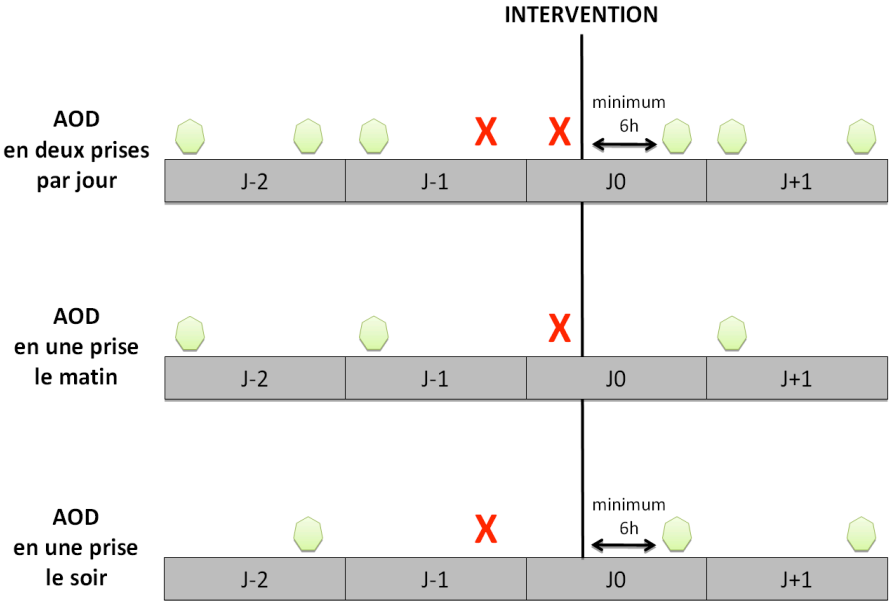 INTERVENTION
AOD
en deux prises
par jour
minimum
6h
X X
J-2 J-1 J0 J+1
AOD
en une prise
le matin
X
J-2 J-1 J0 J+1
AOD
en une prise
le soir
minimum
6h
X
J-2 J-1 J0 J+1